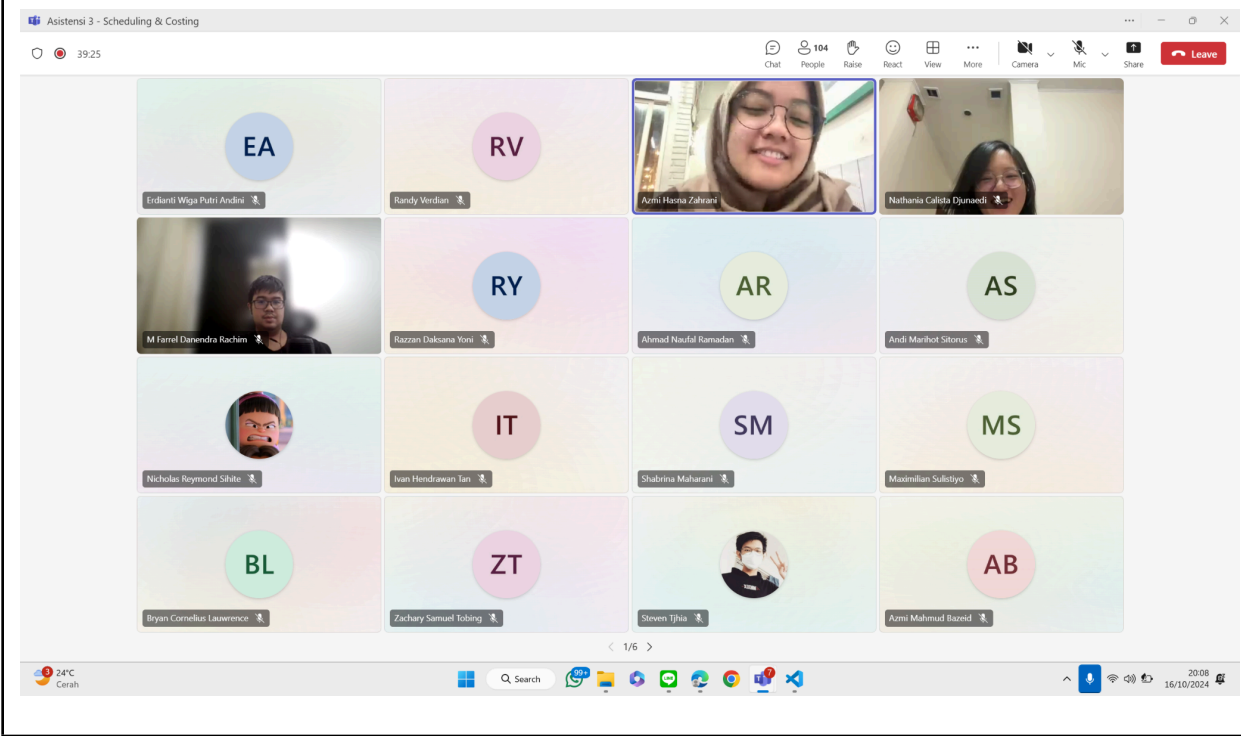 Asistensi 3 - Scheduling & Costing
39:25
Chat
104
People
Raise
React
View
More
Camera
Mic
Share
Leave
EA
Erdianti Wiga Putri Andini
RV
Randy Verdian
Azmi Hasna Zahrani
Nathania Calista Djunaedi
M Farrel Danendra Rachim
RY
Razzan Daksana Yoni
AR
Ahmad Naufal Ramadan
AS
Andi Marihot Sitorus
Nicholas Reymond Sihite
IT
Ivan Hendrawan Tan
SM
Shabrina Maharani
MS
Maximilian Sulistiyo
BL
Bryan Cornelius Lauwrence
ZT
Zachary Samuel Tobing
Steven Tjhia
AB
Azmi Mahmud Bazeid
1/6
3
24°C
Cerah
Search
99+
7
20:08
16/10/2024